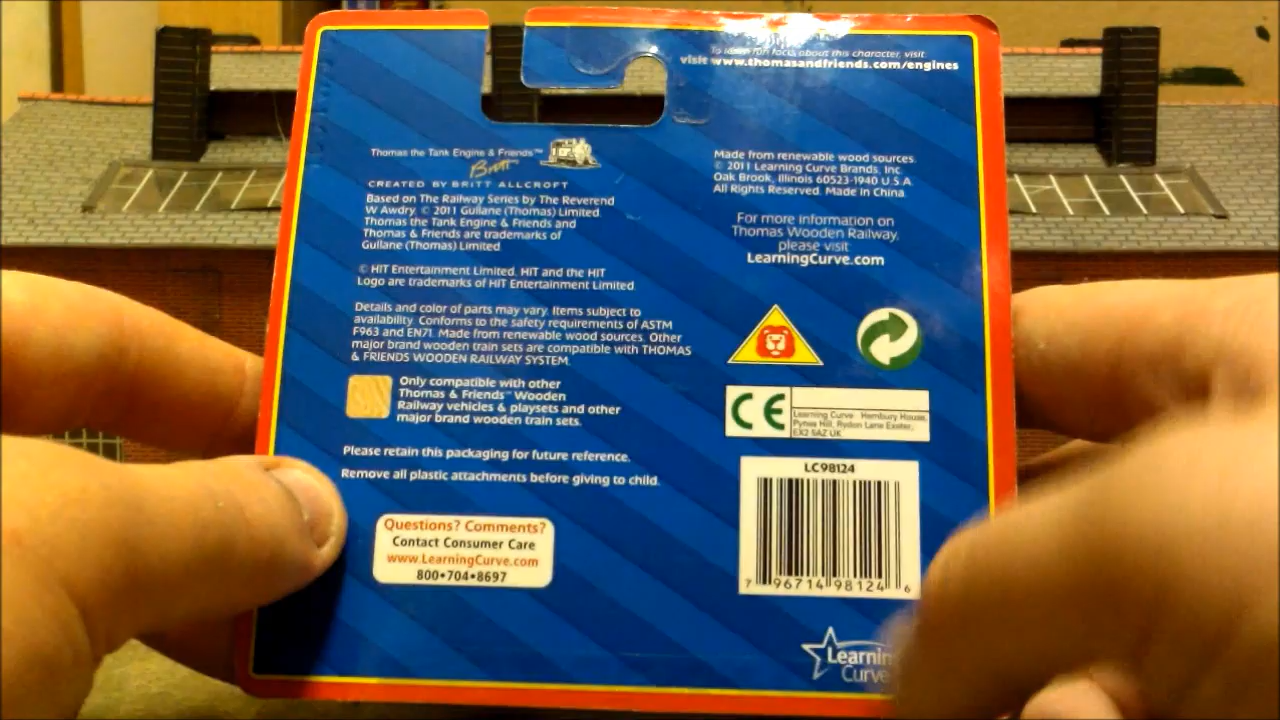 To learn fun facts about this character, visit
visit www.thomasandfriends.com/engines
Thomas the Tank Engine & Friends™
Britt
CREATED BY BRITT ALLCROFT
Based on The Railway Series by The Reverend
W Awdry. © 2011 Gullane (Thomas) Limited.
Thomas the Tank Engine & Friends and
Thomas & Friends are trademarks of
Gullane (Thomas) Limited
© HIT Entertainment Limited. HIT and the HIT
Logo are trademarks of HIT Entertainment Limited
Details and color of parts may vary. Items subject to
availability. Conforms to the safety requirements of ASTM
F963 and EN71. Made from renewable wood sources. Other
major brand wooden train sets are compatible with THOMAS
& FRIENDS WOODEN RAILWAY SYSTEM.
Only compatible with other
Thomas & Friends™ Wooden
Railway vehicles & playsets and other
major brand wooden train sets.
Please retain this packaging for future reference.
Remove all plastic attachments before giving to child.
Questions? Comments?
Contact Consumer Care
www.LearningCurve.com
800•704•8697
Made from renewable wood sources.
© 2011 Learning Curve Brands, Inc.
Oak Brook, Illinois 60523-1940 U.S.A.
All Rights Reserved. Made in China.
For more information on
Thomas Wooden Railway,
please visit
LearningCurve.com
CE
Learning Curve Hembury House,
Pynes Hill, Rydon Lane Exeter,
EX2 5AZ UK
LC98124
7 96714 98124 6
Learnin
Curve